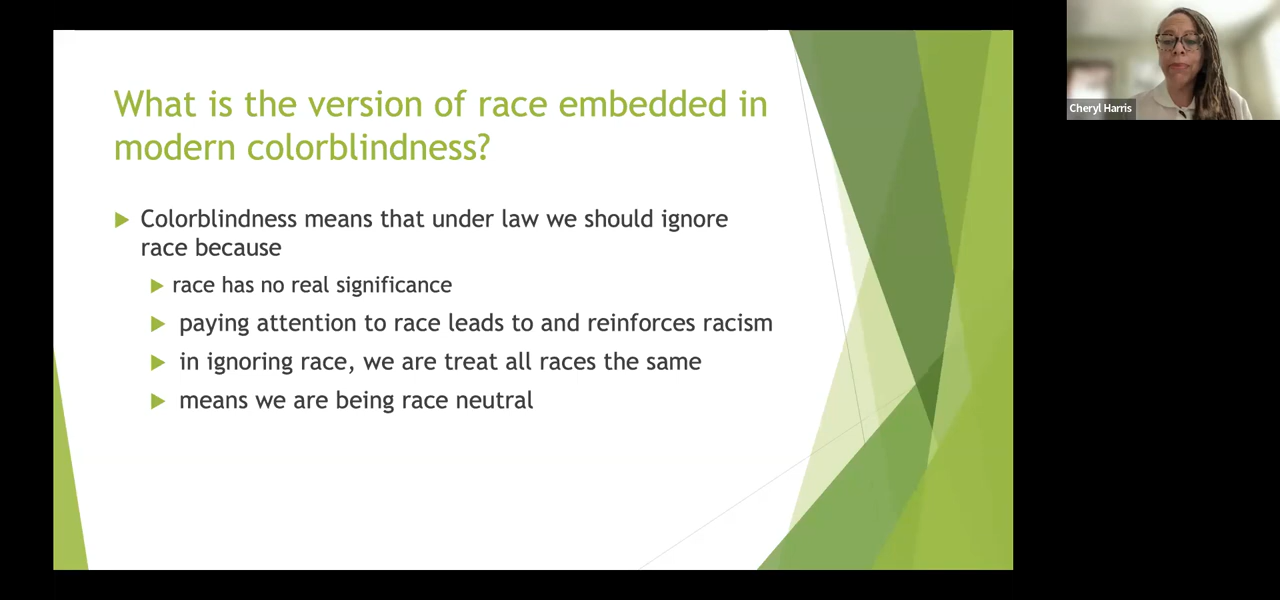 What is the version of race embedded in
modern colorblindness?
Colorblindness means that under law we should ignore
race because
race has no real significance
paying attention to race leads to and reinforces racism
in ignoring race, we are treat all races the same
means we are being race neutral
Cheryl Harris